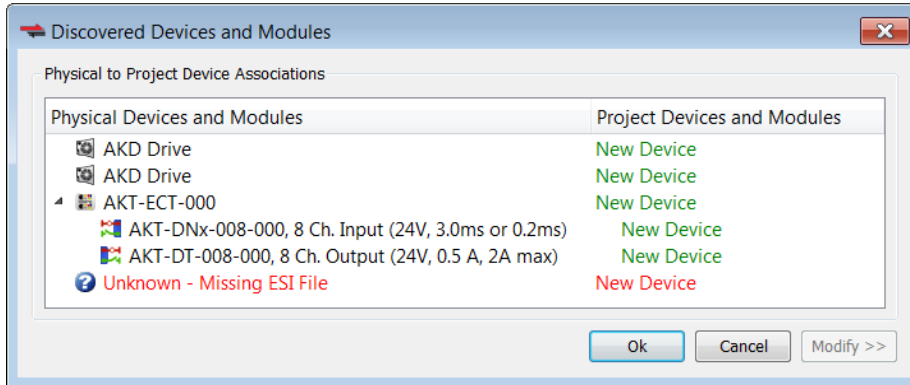 Discovered Devices and Modules
Physical to Project Device Associations
Physical Devices and Modules Project Devices and Modules
AKD Drive New Device
AKD Drive New Device
AKT-ECT-000 New Device
AKT-DNx-008-000, 8 Ch. Input (24V, 3.0ms or 0.2ms) New Device
AKT-DT-008-000, 8 Ch. Output (24V, 0.5 A, 2A max) New Device
Unknown - Missing ESI File New Device
Ok Cancel Modify >>